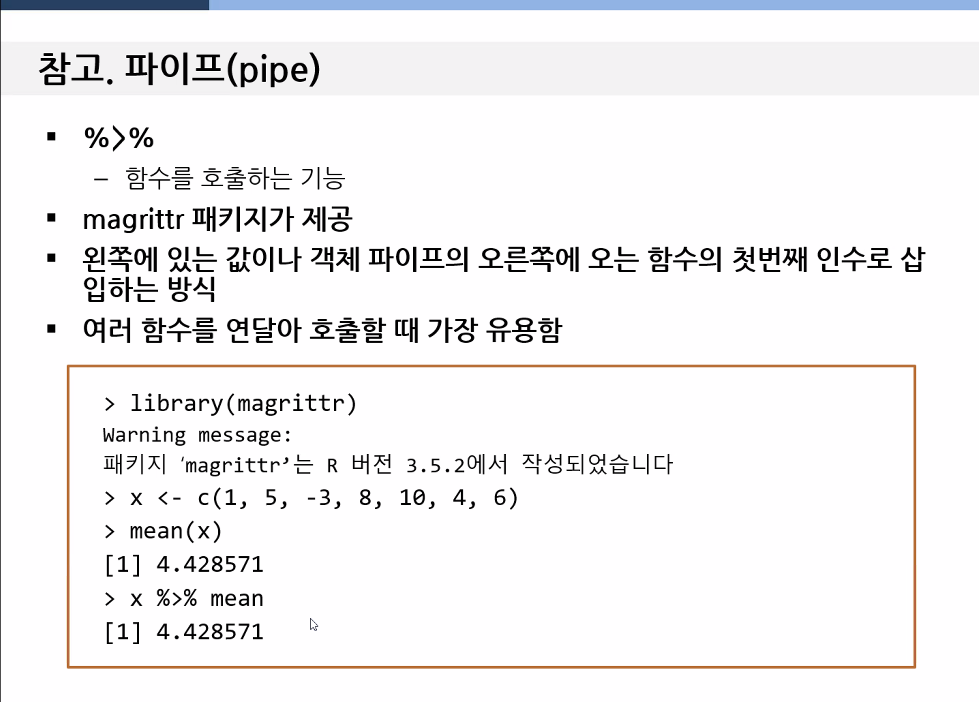 참고. 파이프(pipe)
▪ %>%
– 함수를 호출하는 기능
▪ magrittr 패키지가 제공
▪ 왼쪽에 있는 값이나 객체 파이프의 오른쪽에 오는 함수의 첫번째 인수로 삽
입하는 방식
▪ 여러 함수를 연달아 호출할 때 가장 유용함
> library(magrittr)
Warning message:
패키지 ‘magrittr’는 R 버전 3.5.2에서 작성되었습니다
> x <- c(1, 5, -3, 8, 10, 4, 6)
> mean(x)
[1] 4.428571
> x %>% mean
[1] 4.428571